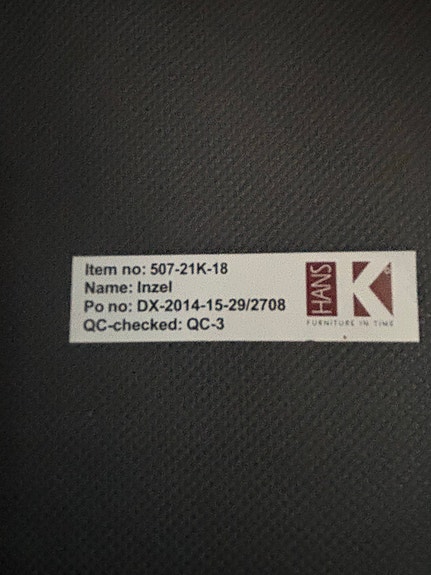 Item no: 507-21K-18
Name: Inzel
Po no: DX-2014-15-29/2708
QC-checked: QC-3
HANS K
FURNITURE IN TIME